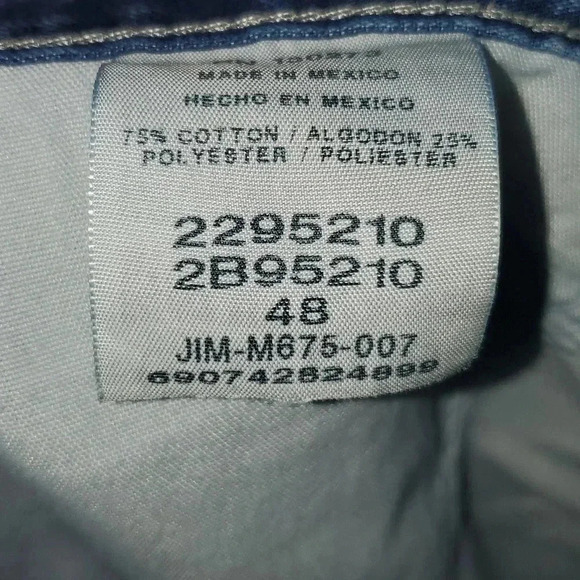 MADE IN MEXICO
HECHO EN MEXICO
75% COTTON / ALGODON 25%
POLYESTER / POLIESTER
2295210
2B95210
48
JIM-M675-007
690742824899